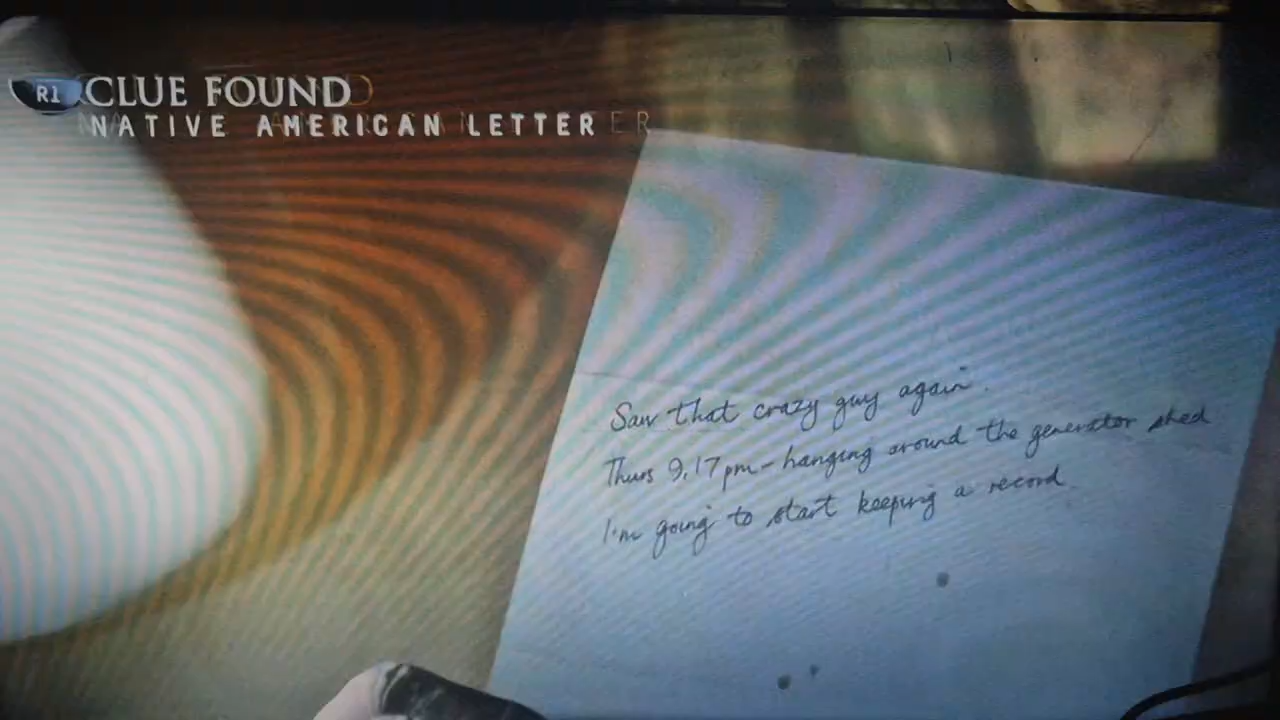 R1 CLUE FOUND
NATIVE AMERICAN LETTER
Saw that crazy guy again.
Thurs 9.17pm - hanging around the generator shed
I'm going to start keeping a record